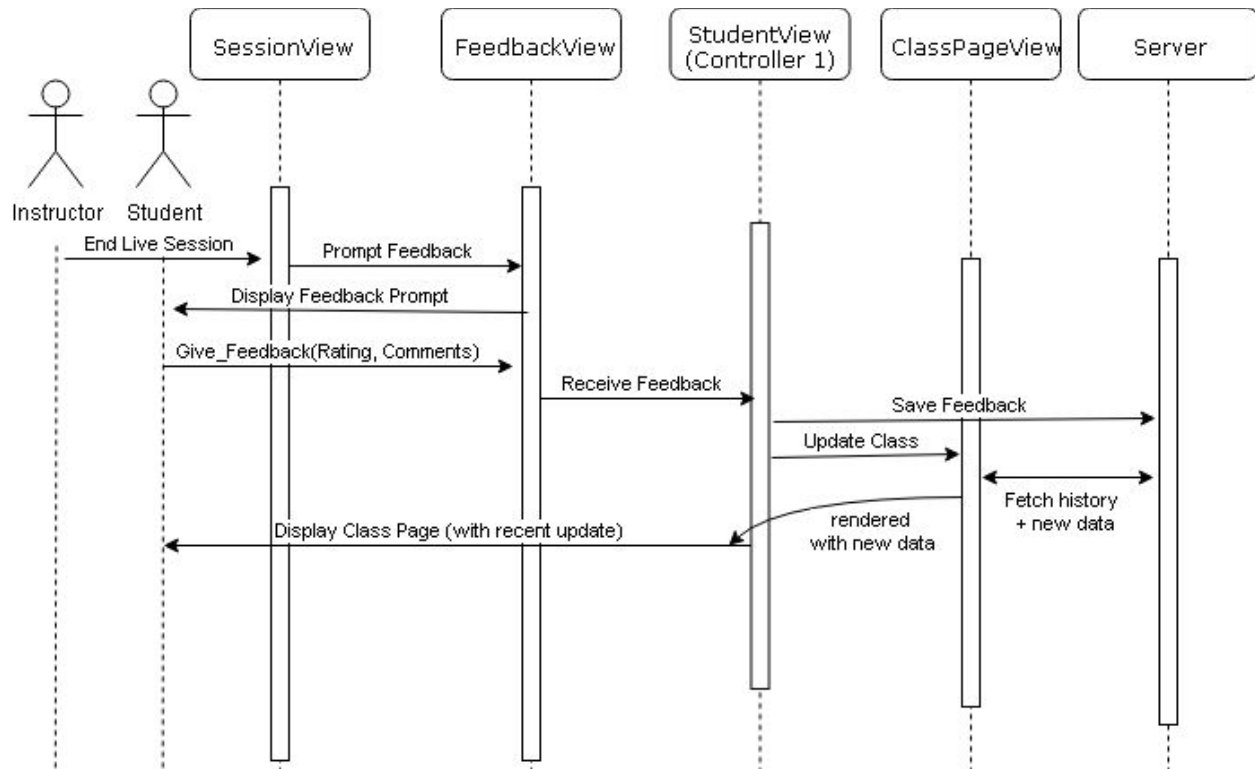 SessionView
FeedbackView
StudentView
(Controller 1)
ClassPageView
Server
Instructor
Student
End Live Session
Prompt Feedback
Display Feedback Prompt
Give_Feedback(Rating, Comments)
Receive Feedback
Save Feedback
Update Class
Fetch history
+ new data
rendered
with new data
Display Class Page (with recent update)